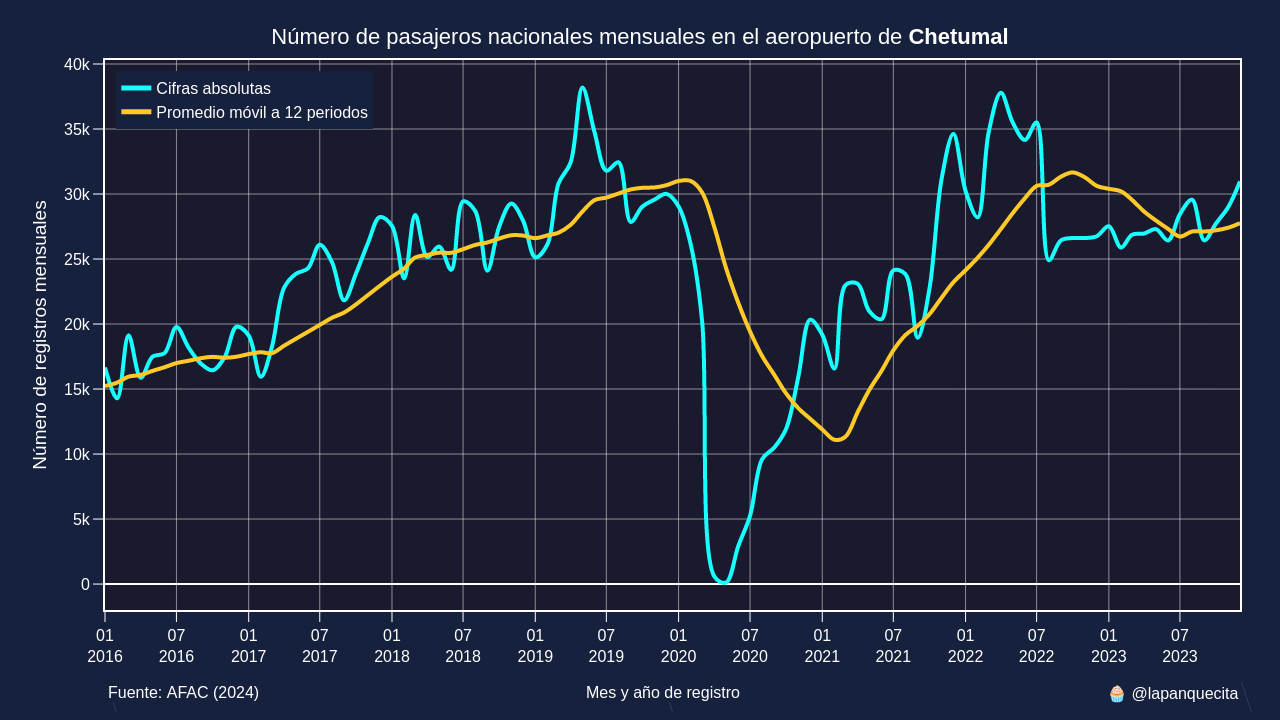 Número de pasajeros nacionales mensuales en el aeropuerto de Chetumal
Cifras absolutas
Promedio móvil a 12 periodos
Número de registros mensuales
40k
35k
30k
25k
20k
15k
10k
5k
0
01 07 01 07 01 07 01 07 01 07 01 07 01 07 01 07
2016 2016 2017 2017 2018 2018 2019 2019 2020 2020 2021 2021 2022 2022 2023 2023
Fuente: AFAC (2024)
Mes y año de registro
🧁 @lapanquecita